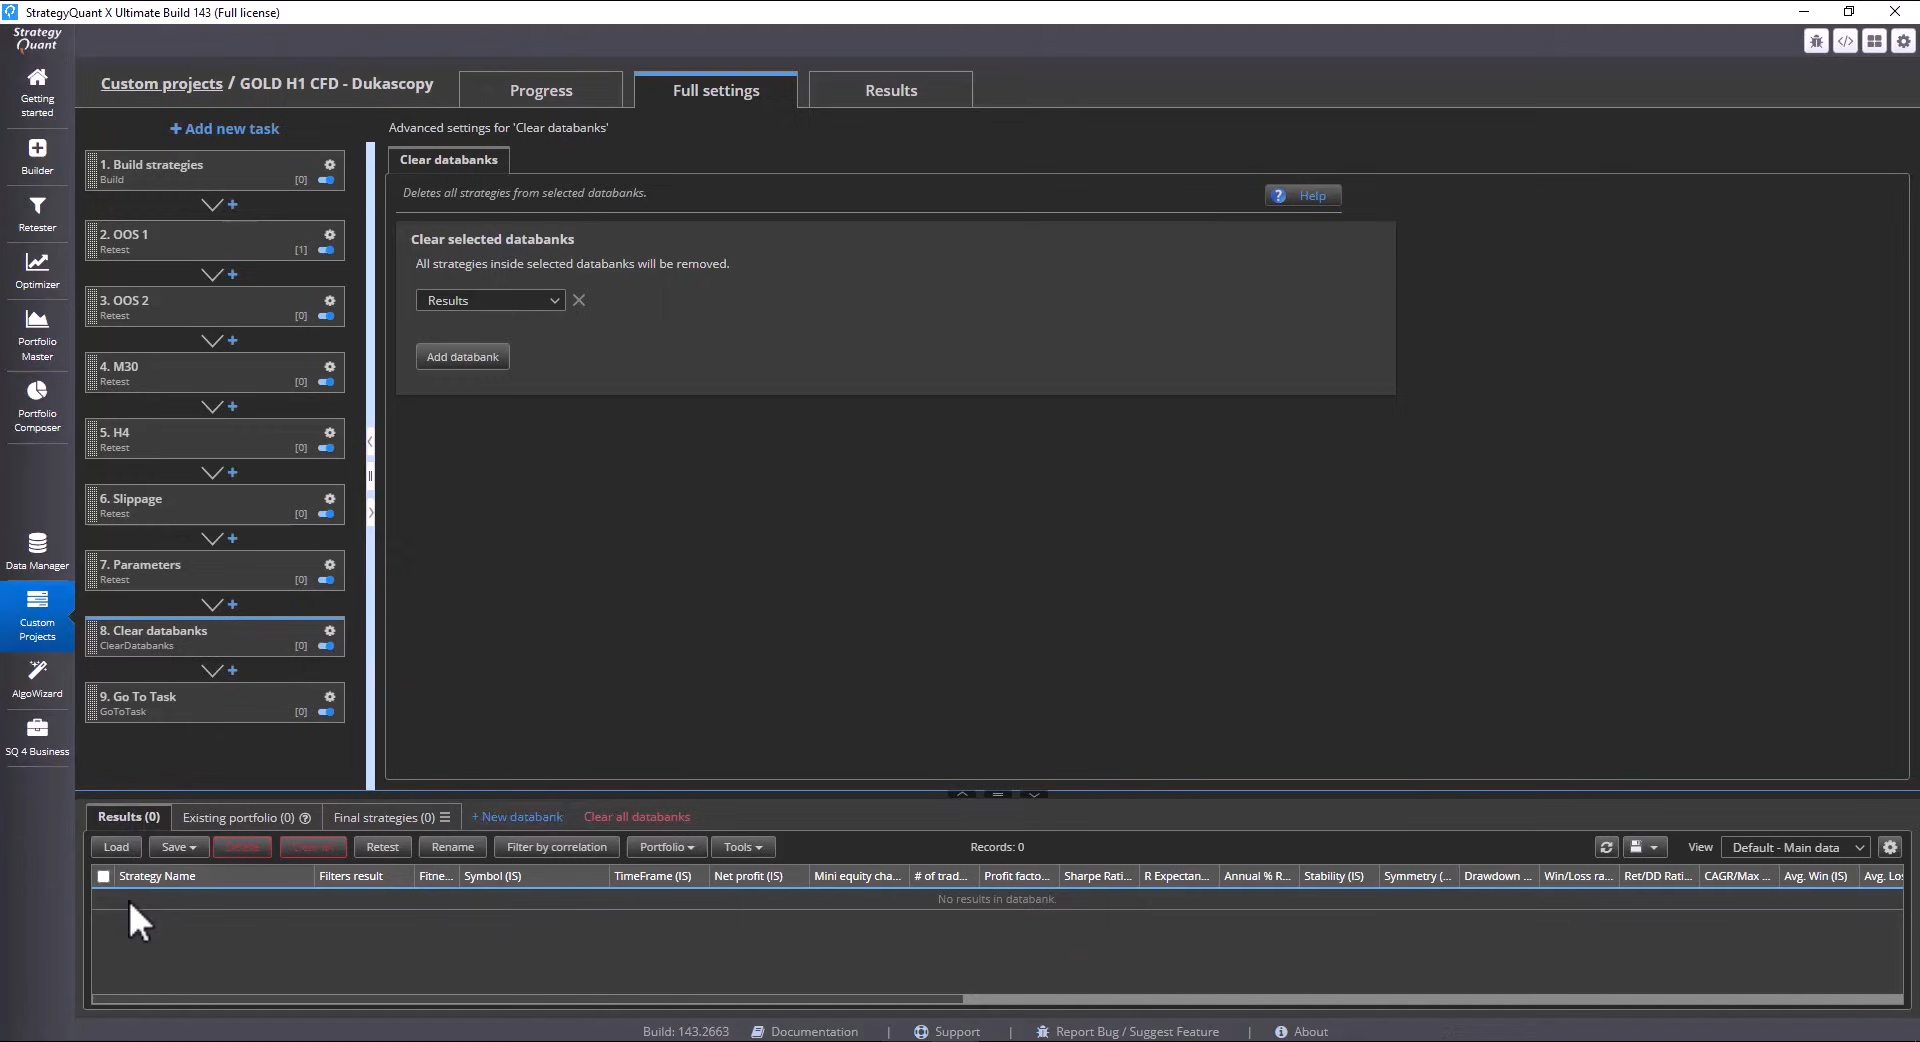 StrategyQuant X Ultimate Build 143 (Full license)
Strategy
Quant
Getting
started
Builder
Retester
Optimizer
Portfolio
Master
Portfolio
Composer
Data Manager
Custom
Projects
AlgoWizard
SQ 4 Business
Custom projects / GOLD H1 CFD - Dukascopy
Progress
Full settings
Results
+ Add new task
1. Build strategies
Build [0]
2. OOS 1
Retest [1]
3. OOS 2
Retest [0]
4. M30
Retest [0]
5. H4
Retest [0]
6. Slippage
Retest [0]
7. Parameters
Retest [0]
8. Clear databanks
ClearDatabanks [0]
9. Go To Task
GoToTask [0]
Advanced settings for 'Clear databanks'
Clear databanks
Deletes all strategies from selected databanks.
? Help
Clear selected databanks
All strategies inside selected databanks will be removed.
Results
Add databank
Results (0) Existing portfolio (0) Final strategies (0) + New databank Clear all databanks
Load Save Delete Clear all Retest Rename Filter by correlation Portfolio Tools Records: 0 View Default - Main data
Strategy Name Filters result Fitne... Symbol (IS) TimeFrame (IS) Net profit (IS) Mini equity cha... # of trad... Profit facto... Sharpe Rati... R Expectan... Annual % R... Stability (IS) Symmetry (... Drawdown ... Win/Loss ra... Ret/DD Rati... CAGR/Max ... Avg. Win (IS) Avg. Lo
No results in databank.
Build: 143.2663 Documentation | Support | Report Bug / Suggest Feature | About